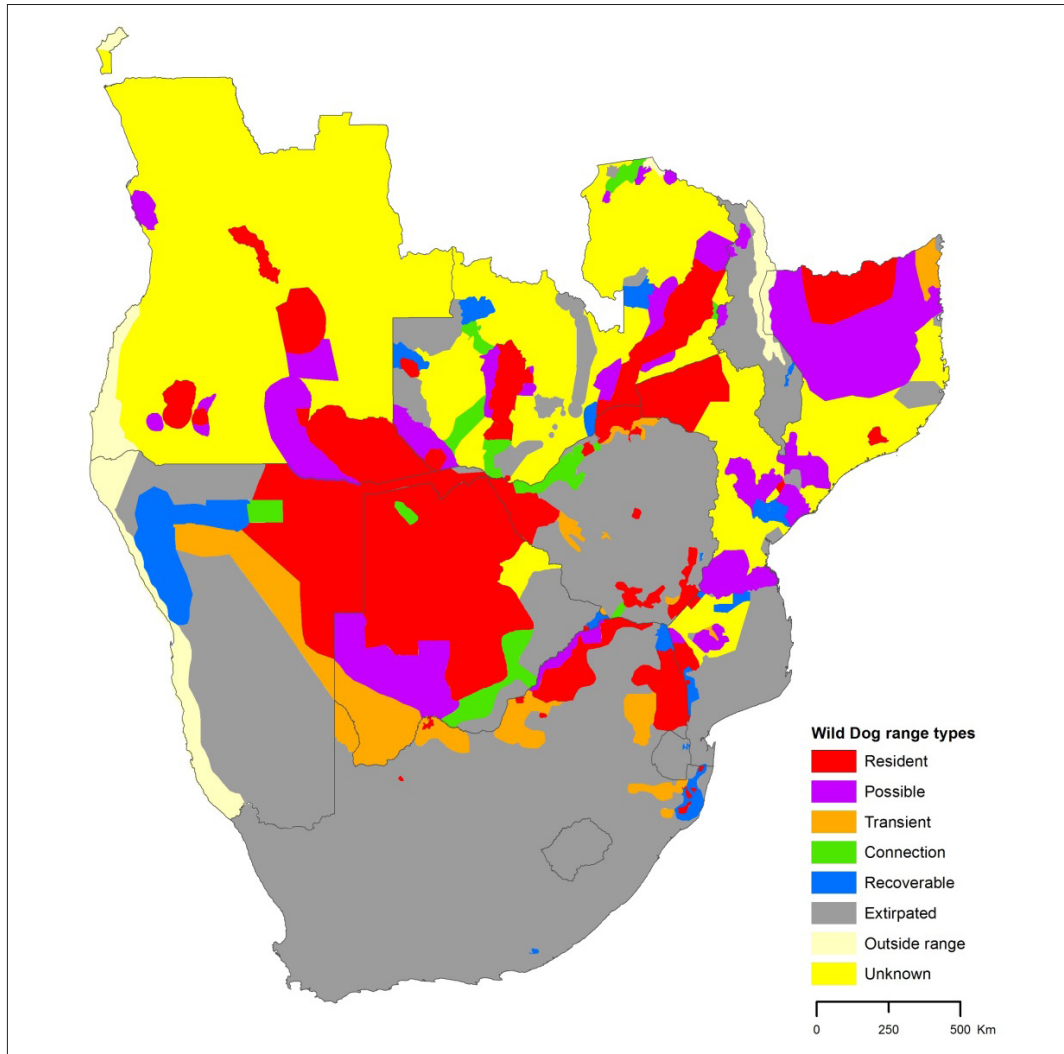 Wild Dog range types
Resident
Possible
Transient
Connection
Recoverable
Extirpated
Outside range
Unknown
0 250 500 Km